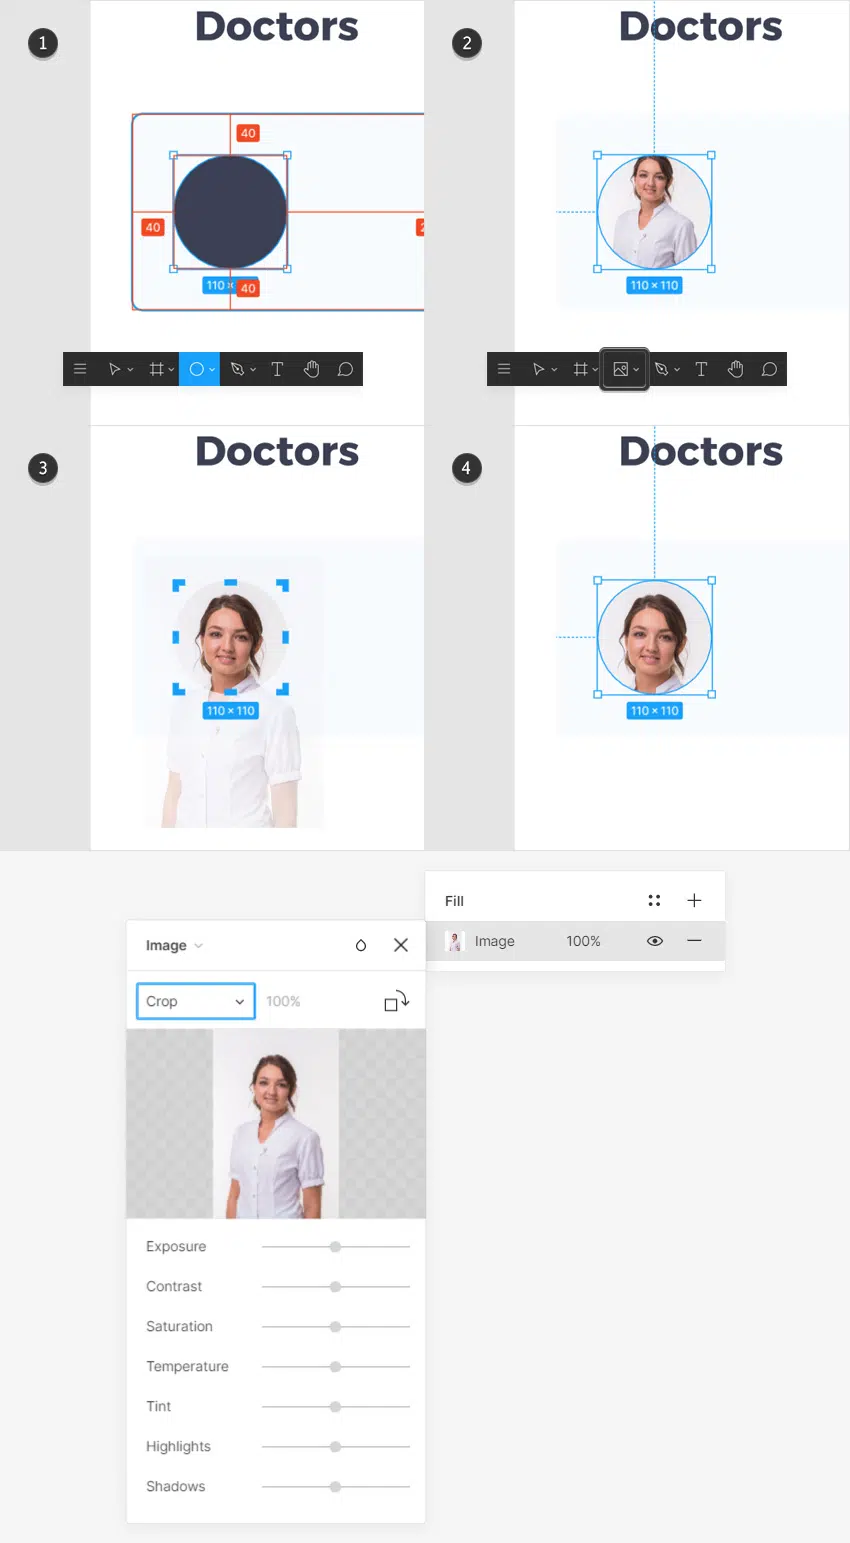 1
Doctors
40
40
2
110 ×
40
2
Doctors
110 × 110
3
Doctors
110 × 110
4
Doctors
110 × 110
Fill
Image 100%
Image
Crop 100%
Exposure
Contrast
Saturation
Temperature
Tint
Highlights
Shadows